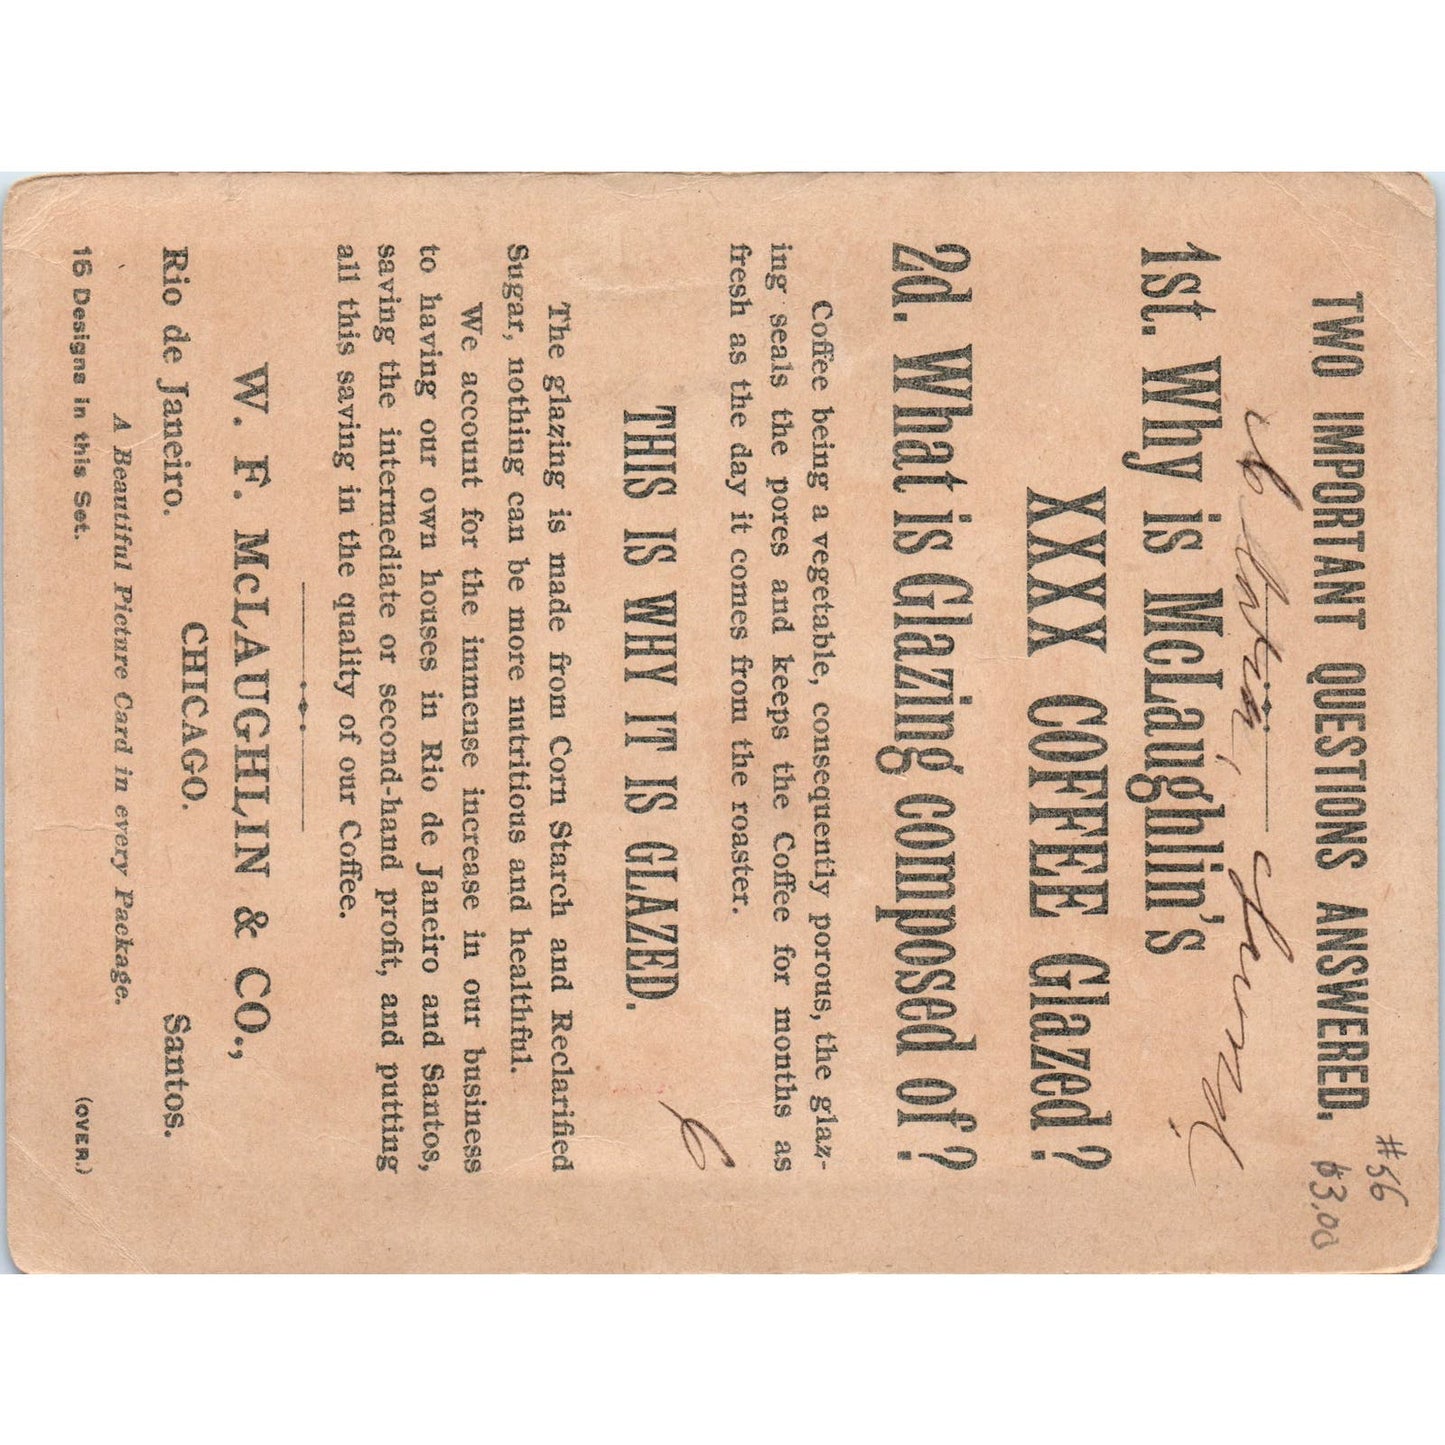 #56
$3.00
TWO IMPORTANT QUESTIONS ANSWERED.
1st. Why is McLaughlin's
XXXX COFFEE Glazed?
2d. What is Glazing composed of?
Coffee being a vegetable, consequently porous, the glaz-
ing seals the pores and keeps the Coffee for months as
fresh as the day it comes from the roaster.
THIS IS WHY IT IS GLAZED.
The glazing is made from Corn Starch and Reclarified
Sugar, nothing can be more nutritious and healthful.
We account for the immense increase in our business
to having our own houses in Rio de Janeiro and Santos,
saving the intermediate or second-hand profit, and putting
all this saving in the quality of our Coffee.
W. F. McLAUGHLIN & CO.,
Rio de Janeiro. CHICAGO. Santos.
A Beautiful Picture Card in every Package.
16 Designs in this Set. (OVER.)